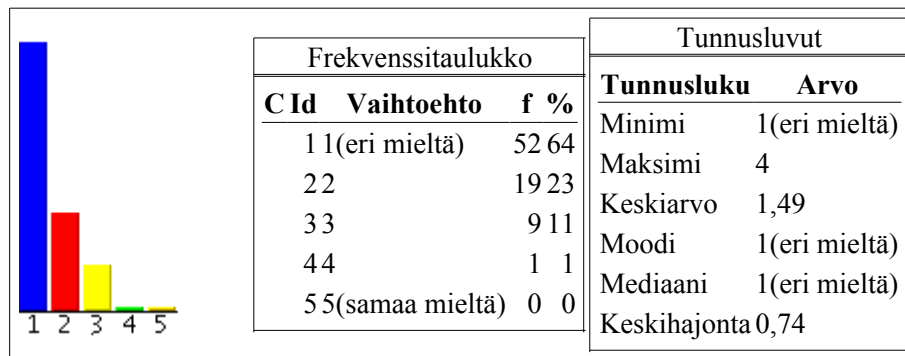 1 2 3 4 5
Frekvenssitaulukko
C Id Vaihtoehto f %
1 1(eri mieltä) 52 64
2 2 19 23
3 3 9 11
4 4 1 1
5 5(samaa mieltä) 0 0
Tunnusluvut
Tunnusluku Arvo
Minimi 1(eri mieltä)
Maksimi 4
Keskiarvo 1,49
Moodi 1(eri mieltä)
Mediaani 1(eri mieltä)
Keskihajonta 0,74